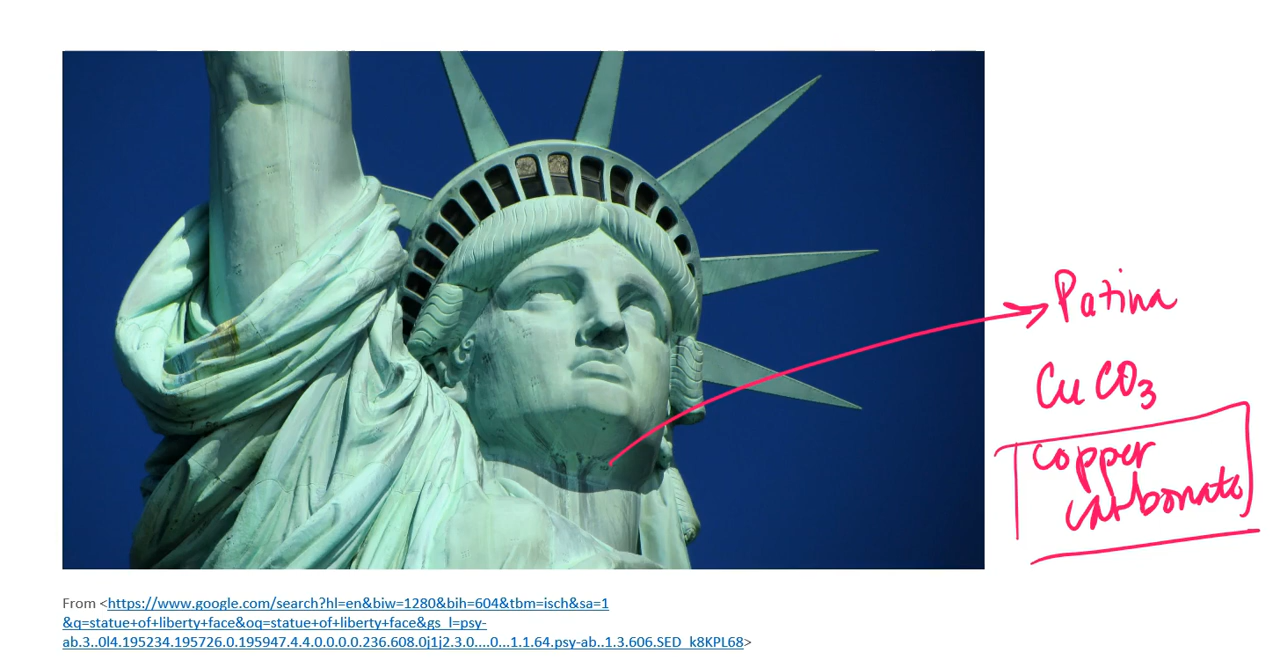 Patina
CuCO3
copper
carbonate
From <https://www.google.com/search?hl=en&biw=1280&bih=604&tbm=isch&sa=1
&q=statue+of+liberty+face&oq=statue+of+liberty+face&gs_l=psy-
ab.3..0l4.195234.195726.0.195947.4.4.0.0.0.0.236.608.0j1j2.3.0....0...1.1.64.psy-ab..1.3.606.SED_k8KPL68>